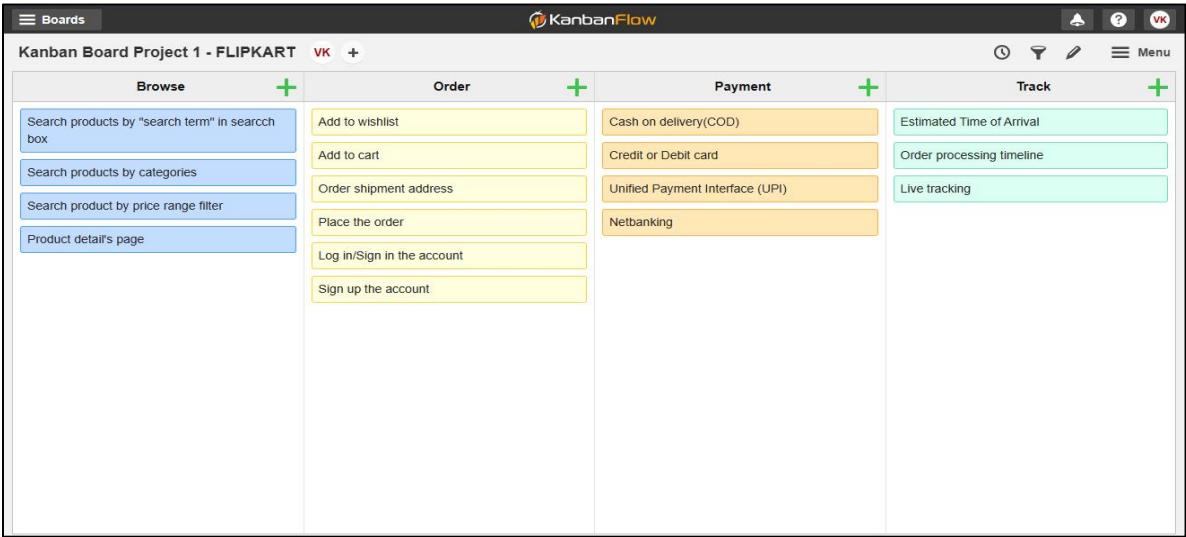 Boards
KanbanFlow
VK
Kanban Board Project 1 - FLIPKART
VK
+
Menu
Browse
Search products by "search term" in searcch
box
Search products by categories
Search product by price range filter
Product detail's page
Order
Add to wishlist
Add to cart
Order shipment address
Place the order
Log in/Sign in the account
Sign up the account
Payment
Cash on delivery(COD)
Credit or Debit card
Unified Payment Interface (UPI)
Netbanking
Track
Estimated Time of Arrival
Order processing timeline
Live tracking